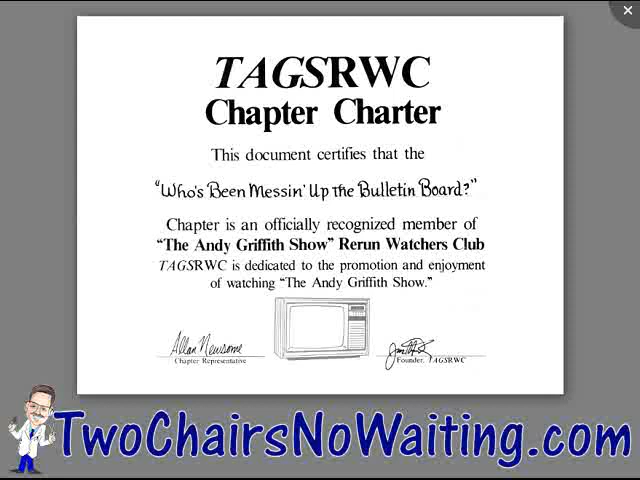 TAGSRWC
Chapter Charter
This document certifies that the
"Who's Been Messin' Up the Bulletin Board?"
Chapter is an officially recognized member of
"The Andy Griffith Show" Rerun Watchers Club
TAGSRWC is dedicated to the promotion and enjoyment
of watching "The Andy Griffith Show."
Allan Newsome
Chapter Representative
Founder, TAGSRWC
TwoChairsNoWaiting.com